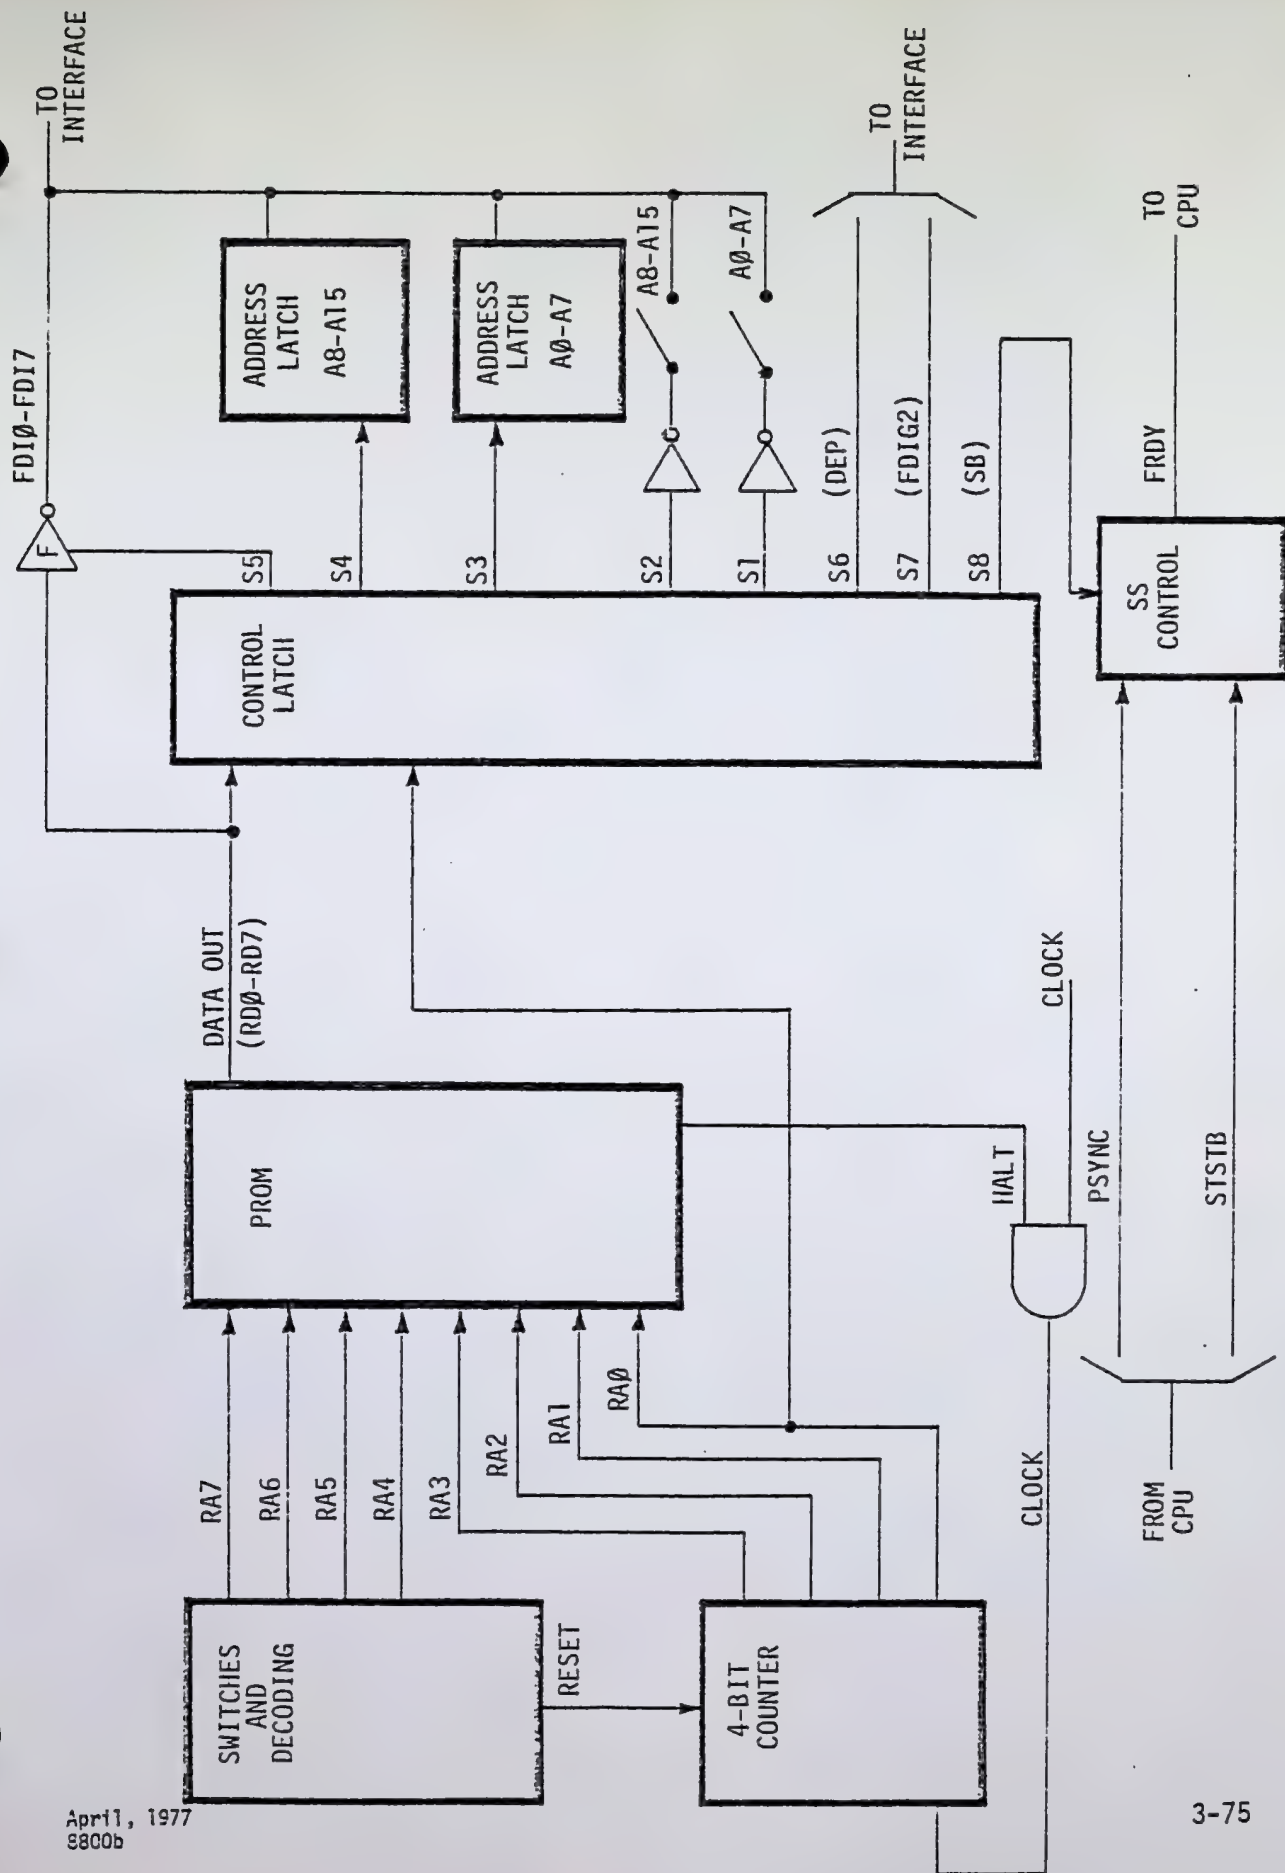 SWITCHES
AND
DECODING
RESET
4-BIT
COUNTER
RA7
RA6
RA5
RA4
RA3
RA2
RA1
RAØ
CLOCK
PROM
DATA OUT
(RDØ-RD7)
HALT
CLOCK
FROM
CPU
PSYNC
STSTB
CONTROL
LATCH
S5
S4
S3
S2
S1
S6
S7
S8
(DEP)
(FDIG2)
(SB)
SS
CONTROL
FRDY
TO
CPU
F
FDIØ-FDI7
TO
INTERFACE
ADDRESS
LATCH
A8-A15
ADDRESS
LATCH
AØ-A7
A8-A15
AØ-A7
TO
INTERFACE
April, 1977
8800b
3-75